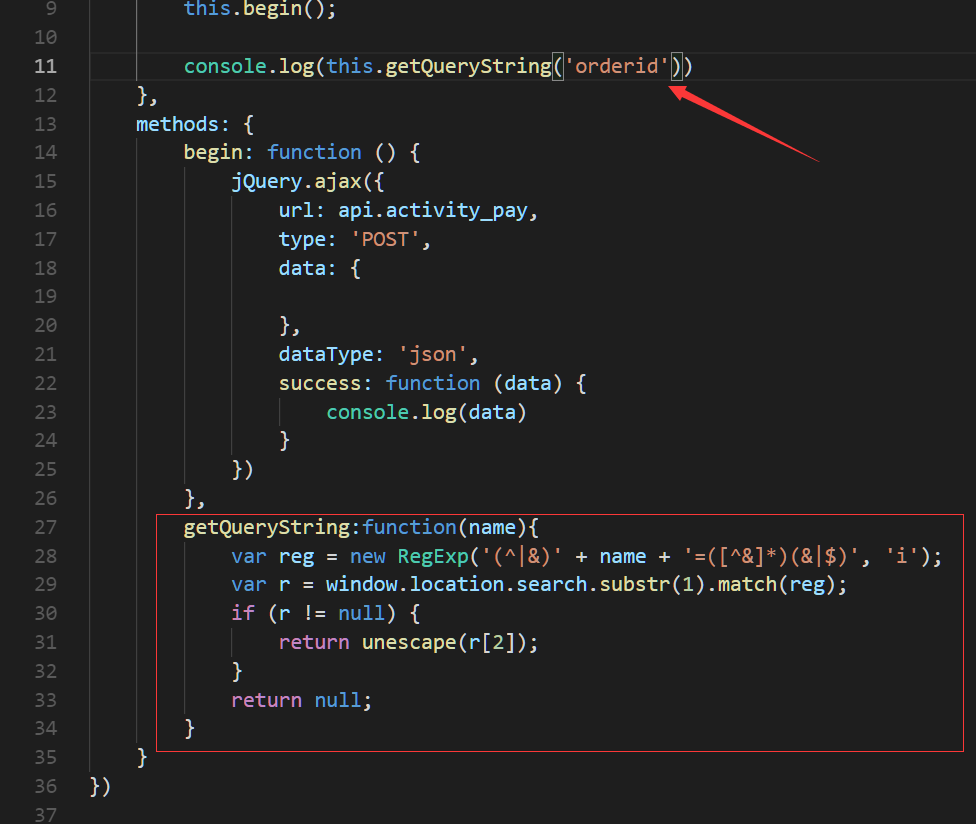 9 this.begin();
10
11 console.log(this.getQueryString('orderid'))
12 },
13 methods: {
14 begin: function () {
15 jQuery.ajax({
16 url: api.activity_pay,
17 type: 'POST',
18 data: {
19
20 },
21 dataType: 'json',
22 success: function (data) {
23 console.log(data)
24 }
25 })
26 },
27 getQueryString:function(name){
28 var reg = new RegExp('(^|&)' + name + '=([^&]*)(&|$)', 'i');
29 var r = window.location.search.substr(1).match(reg);
30 if (r != null) {
31 return unescape(r[2]);
32 }
33 return null;
34 }
35 }
36 })
37